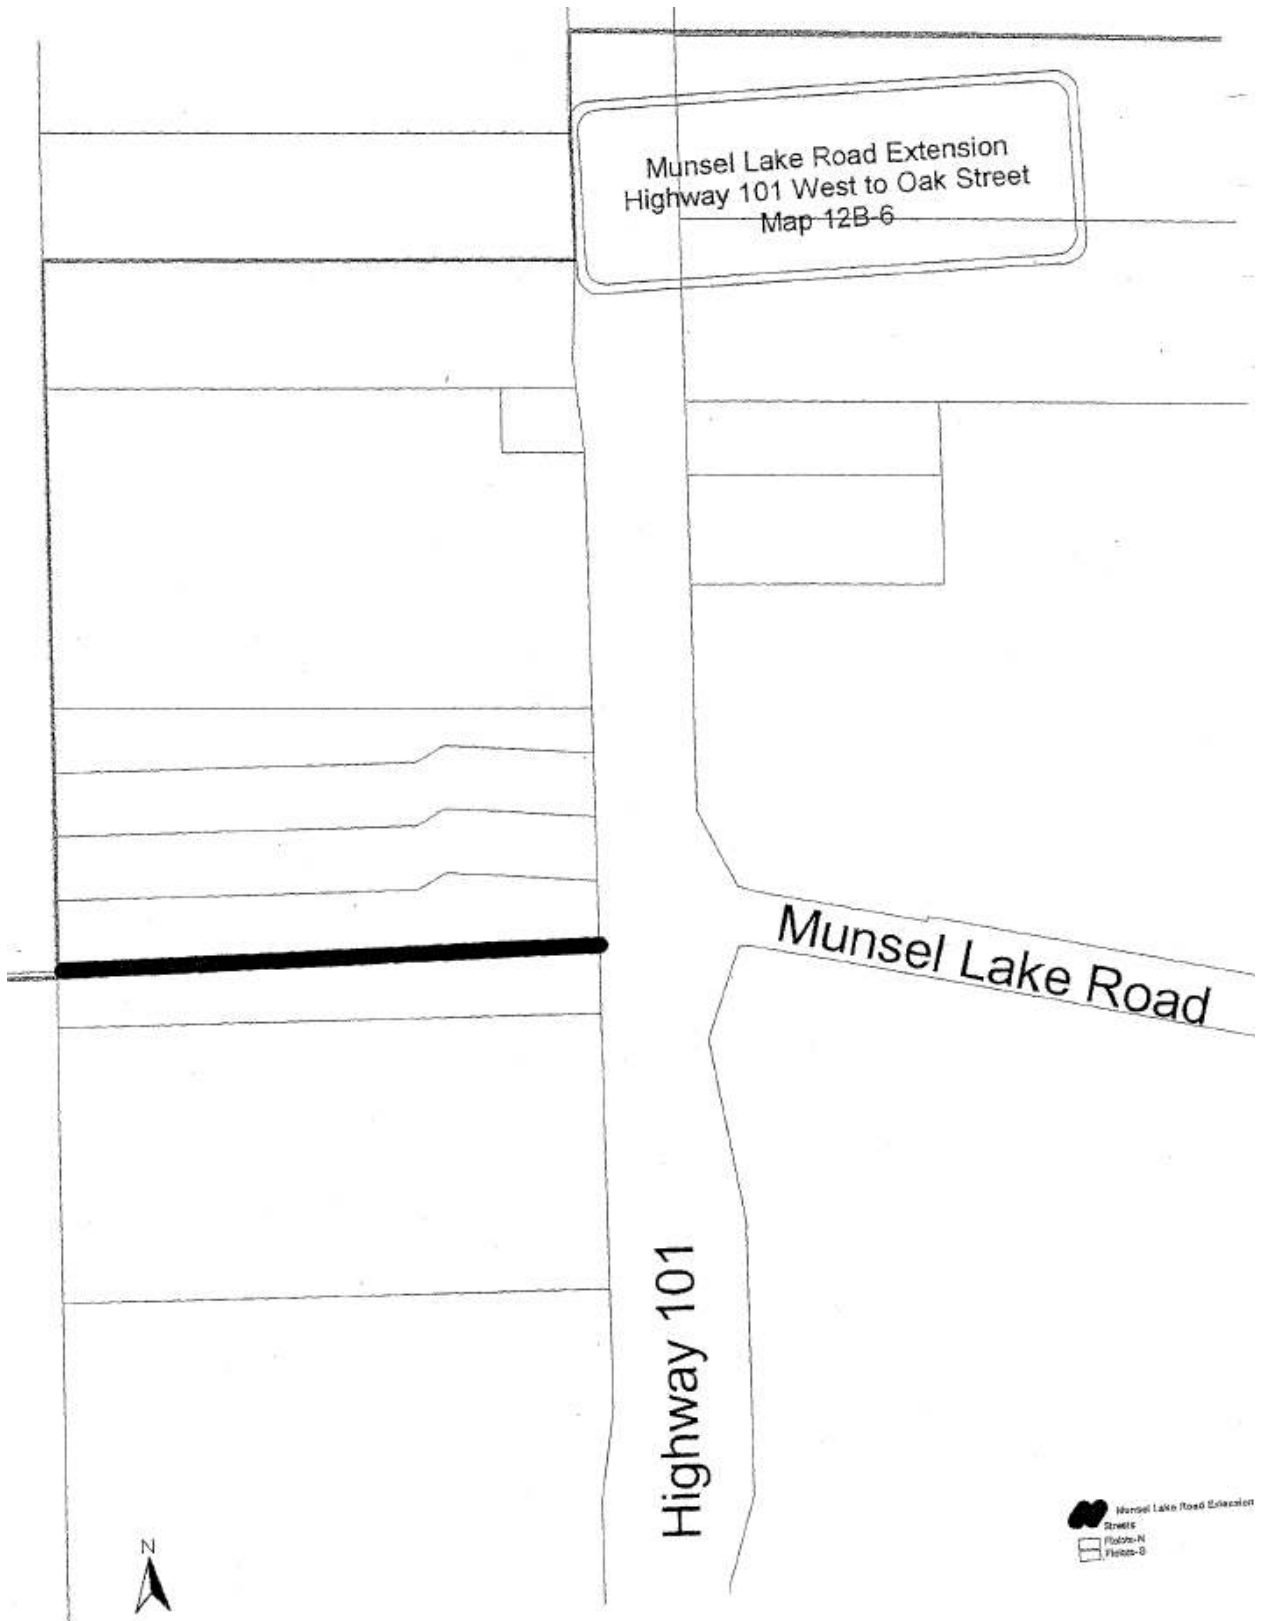 Munsel Lake Road Extension
Highway 101 West to Oak Street
Map 12B-6
Munsel Lake Road
Highway 101
N
Munsel Lake Road Extension
Streets